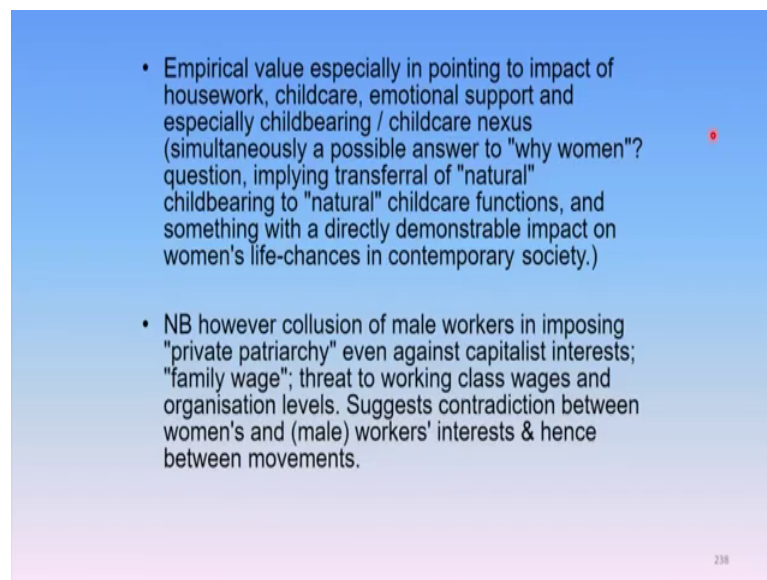 • Empirical value especially in pointing to impact of
housework, childcare, emotional support and
especially childbearing / childcare nexus
(simultaneously a possible answer to "why women"?
question, implying transferral of "natural"
childbearing to "natural" childcare functions, and
something with a directly demonstrable impact on
women's life-chances in contemporary society.)
• NB however collusion of male workers in imposing
"private patriarchy" even against capitalist interests;
"family wage"; threat to working class wages and
organisation levels. Suggests contradiction between
women's and (male) workers' interests & hence
between movements.
238